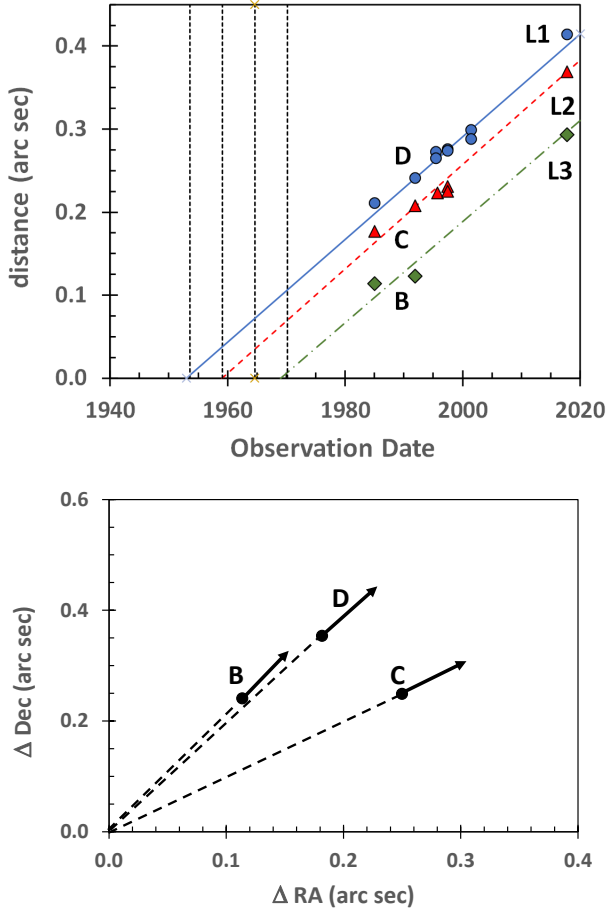 0.4
0.3
0.2
0.1
0.0
distance (arc sec)
L1
L2
L3
D
C
B
1940
1960
1980
2000
2020
Observation Date
0.6
0.4
0.2
0.0
Δ Dec (arc sec)
D
B
C
0.0
0.1
0.2
0.3
0.4
Δ RA (arc sec)